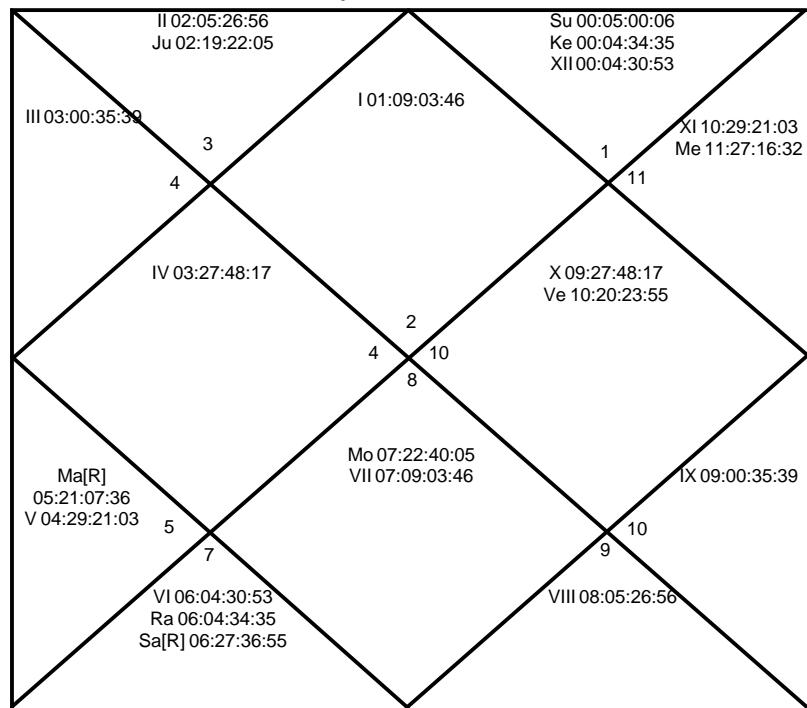 II 02:05:26:56
Ju 02:19:22:05
Su 00:05:00:06
Ke 00:04:34:35
XII 00:04:30:53
I 01:09:03:46
III 03:00:35:39
XI 10:29:21:03
Me 11:27:16:32
3
1
4
11
IV 03:27:48:17
X 09:27:48:17
Ve 10:20:23:55
2
4
10
8
Mo 07:22:40:05
VII 07:09:03:46
Ma[R]
05:21:07:36
V 04:29:21:03
IX 09:00:35:39
5
10
7
9
VI 06:04:30:53
Ra 06:04:34:35
Sa[R] 06:27:36:55
VIII 08:05:26:56